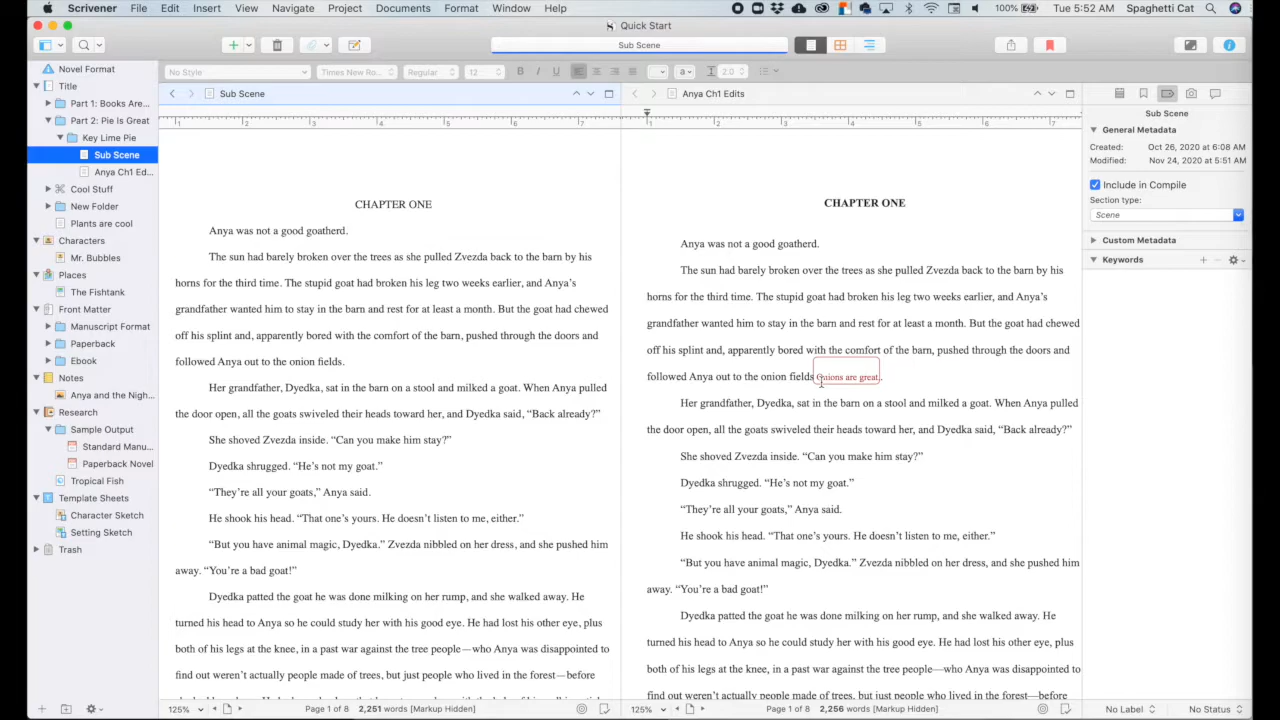 Scrivener File Edit Insert View Navigate Project Documents Format Window Help 100% Tue 5:52 AM Spaghetti Cat
Quick Start
Sub Scene
No Style Times New Ro... Regular 12 B I U a 2.0
Sub Scene
Anya Ch1 Edits
Novel Format
Title
Part 1: Books Are...
Part 2: Pie Is Great
Key Lime Pie
Sub Scene
Anya Ch1 Ed...
Cool Stuff
New Folder
Plants are cool
Characters
Mr. Bubbles
Places
The Fishtank
Front Matter
Manuscript Format
Paperback
Ebook
Notes
Anya and the Nigh...
Research
Sample Output
Standard Manu...
Paperback Novel
Tropical Fish
Template Sheets
Character Sketch
Setting Sketch
Trash
1 2 3 4 5 6 7
CHAPTER ONE
Anya was not a good goatherd.
The sun had barely broken over the trees as she pulled Zvezda back to the barn by his
horns for the third time. The stupid goat had broken his leg two weeks earlier, and Anya’s
grandfather wanted him to stay in the barn and rest for at least a month. But the goat had chewed
off his splint and, apparently bored with the comfort of the barn, pushed through the doors and
followed Anya out to the onion fields.
Her grandfather, Dyedka, sat in the barn on a stool and milked a goat. When Anya pulled
the door open, all the goats swiveled their heads toward her, and Dyedka said, “Back already?”
She shoved Zvezda inside. “Can you make him stay?”
Dyedka shrugged. “He’s not my goat.”
“They’re all your goats,” Anya said.
He shook his head. “That one’s yours. He doesn’t listen to me, either.”
“But you have animal magic, Dyedka.” Zvezda nibbled on her dress, and she pushed him
away. “You’re a bad goat!”
Dyedka patted the goat he was done milking on her rump, and she walked away. He
turned his head to Anya so he could study her with his good eye. He had lost his other eye, plus
both of his legs at the knee, in a past war against the tree people—who Anya was disappointed to
find out weren’t actually people made of trees, but just people who lived in the forest—before
125% Page 1 of 8 2,251 words [Markup Hidden]
1 2 3 4 5 6 7
CHAPTER ONE
Anya was not a good goatherd.
The sun had barely broken over the trees as she pulled Zvezda back to the barn by his
horns for the third time. The stupid goat had broken his leg two weeks earlier, and Anya’s
grandfather wanted him to stay in the barn and rest for at least a month. But the goat had chewed
off his splint and, apparently bored with the comfort of the barn, pushed through the doors and
followed Anya out to the onion fields Onions are great.
Her grandfather, Dyedka, sat in the barn on a stool and milked a goat. When Anya pulled
the door open, all the goats swiveled their heads toward her, and Dyedka said, “Back already?”
She shoved Zvezda inside. “Can you make him stay?”
Dyedka shrugged. “He’s not my goat.”
“They’re all your goats,” Anya said.
He shook his head. “That one’s yours. He doesn’t listen to me, either.”
“But you have animal magic, Dyedka.” Zvezda nibbled on her dress, and she pushed him
away. “You’re a bad goat!”
Dyedka patted the goat he was done milking on her rump, and she walked away. He
turned his head to Anya so he could study her with his good eye. He had lost his other eye, plus
both of his legs at the knee, in a past war against the tree people—who Anya was disappointed to
find out weren’t actually people made of trees, but just people who lived in the forest—before
125% Page 1 of 8 2,256 words [Markup Hidden]
Sub Scene
General Metadata
Created: Oct 26, 2020 at 6:08 AM
Modified: Nov 24, 2020 at 5:51 AM
Include in Compile
Section type:
Scene
Custom Metadata
Keywords
No Label No Status